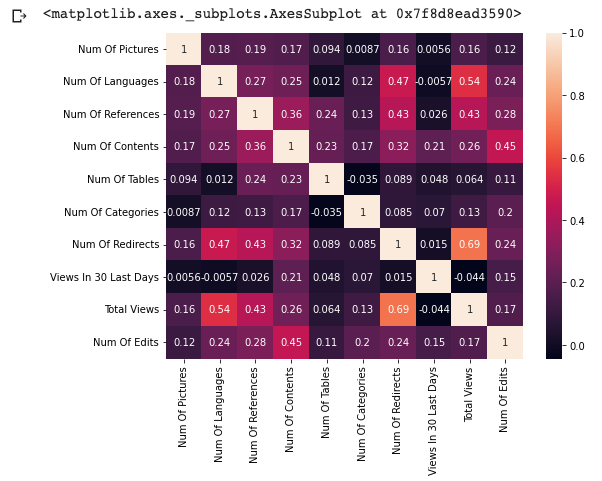 <matplotlib.axes._subplots.AxesSubplot at 0x7f8d8ead3590>
Num Of Pictures 1 0.18 0.19 0.17 0.094 0.0087 0.16 0.0056 0.16 0.12
Num Of Languages 0.18 1 0.27 0.25 0.012 0.12 0.47 -0.0057 0.54 0.24
Num Of References 0.19 0.27 1 0.36 0.24 0.13 0.43 0.026 0.43 0.28
Num Of Contents 0.17 0.25 0.36 1 0.23 0.17 0.32 0.21 0.26 0.45
Num Of Tables 0.094 0.012 0.24 0.23 1 -0.035 0.089 0.048 0.064 0.11
Num Of Categories 0.0087 0.12 0.13 0.17 -0.035 1 0.085 0.07 0.13 0.2
Num Of Redirects 0.16 0.47 0.43 0.32 0.089 0.085 1 0.015 0.69 0.24
Views In 30 Last Days 0.0056 -0.0057 0.026 0.21 0.048 0.07 0.015 1 -0.044 0.15
Total Views 0.16 0.54 0.43 0.26 0.064 0.13 0.69 -0.044 1 0.17
Num Of Edits 0.12 0.24 0.28 0.45 0.11 0.2 0.24 0.15 0.17 1
Num Of Pictures
Num Of Languages
Num Of References
Num Of Contents
Num Of Tables
Num Of Categories
Num Of Redirects
Views In 30 Last Days
Total Views
Num Of Edits
1.0
0.8
0.6
0.4
0.2
0.0